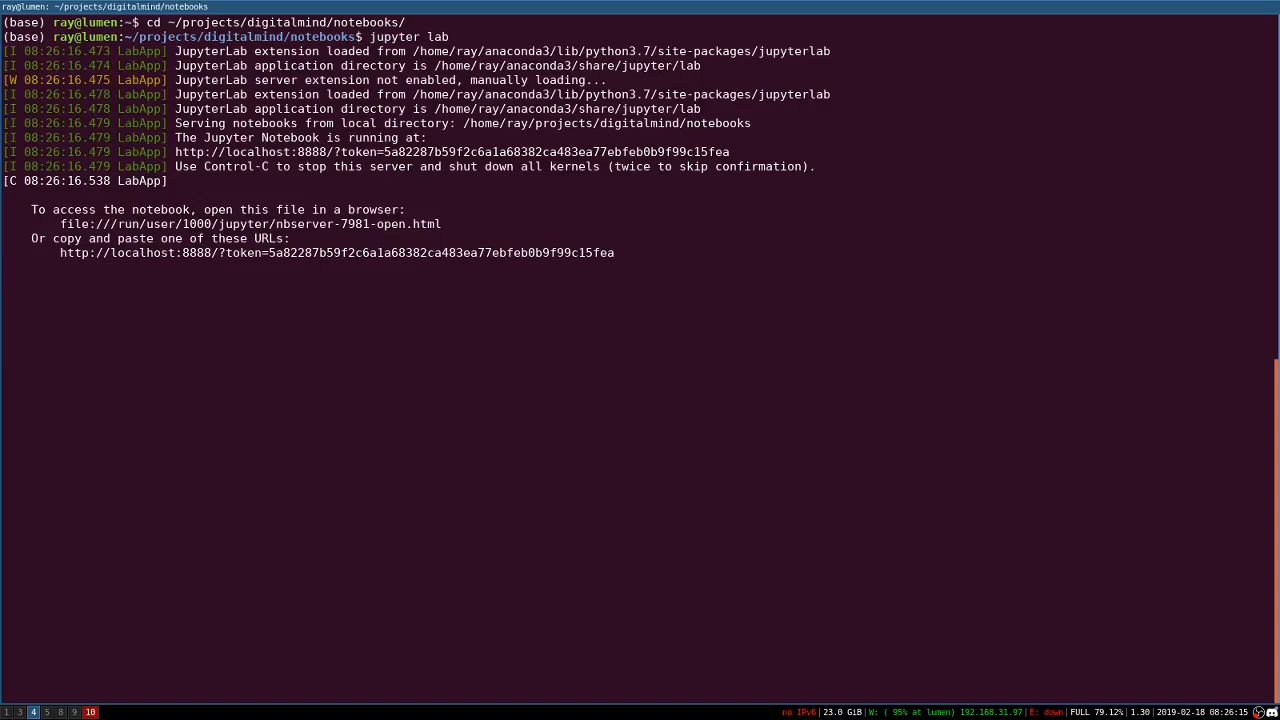 ray@lumen: ~/projects/digitalmind/notebooks
(base) ray@lumen:~$ cd ~/projects/digitalmind/notebooks/
(base) ray@lumen:~/projects/digitalmind/notebooks$ jupyter lab
[I 08:26:16.473 LabApp] JupyterLab extension loaded from /home/ray/anaconda3/lib/python3.7/site-packages/jupyterlab
[I 08:26:16.474 LabApp] JupyterLab application directory is /home/ray/anaconda3/share/jupyter/lab
[W 08:26:16.475 LabApp] JupyterLab server extension not enabled, manually loading...
[I 08:26:16.478 LabApp] JupyterLab extension loaded from /home/ray/anaconda3/lib/python3.7/site-packages/jupyterlab
[I 08:26:16.478 LabApp] JupyterLab application directory is /home/ray/anaconda3/share/jupyter/lab
[I 08:26:16.479 LabApp] Serving notebooks from local directory: /home/ray/projects/digitalmind/notebooks
[I 08:26:16.479 LabApp] The Jupyter Notebook is running at:
[I 08:26:16.479 LabApp] http://localhost:8888/?token=5a82287b59f2c6a1a68382ca483ea77ebfeb0b9f99c15fea
[I 08:26:16.479 LabApp] Use Control-C to stop this server and shut down all kernels (twice to skip confirmation).
[C 08:26:16.538 LabApp]
To access the notebook, open this file in a browser:
file:///run/user/1000/jupyter/nbserver-7981-open.html
Or copy and paste one of these URLs:
http://localhost:8888/?token=5a82287b59f2c6a1a68382ca483ea77ebfeb0b9f99c15fea
1 3 4 5 8 9 10 no IPv6|23.0 GiB|W: ( 95% at lumen) 192.168.31.97|E: down|FULL 79.12%|1.30|2019-02-18 08:26:15